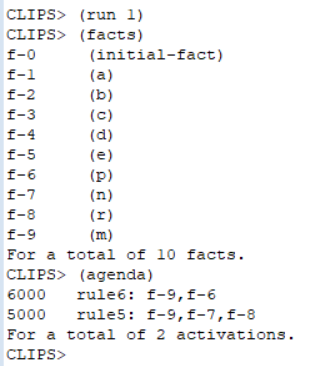 CLIPS> (run 1)
CLIPS> (facts)
f-0     (initial-fact)
f-1     (a)
f-2     (b)
f-3     (c)
f-4     (d)
f-5     (e)
f-6     (p)
f-7     (n)
f-8     (r)
f-9     (m)
For a total of 10 facts.
CLIPS> (agenda)
6000   rule6: f-9,f-6
5000   rule5: f-9,f-7,f-8
For a total of 2 activations.
CLIPS>